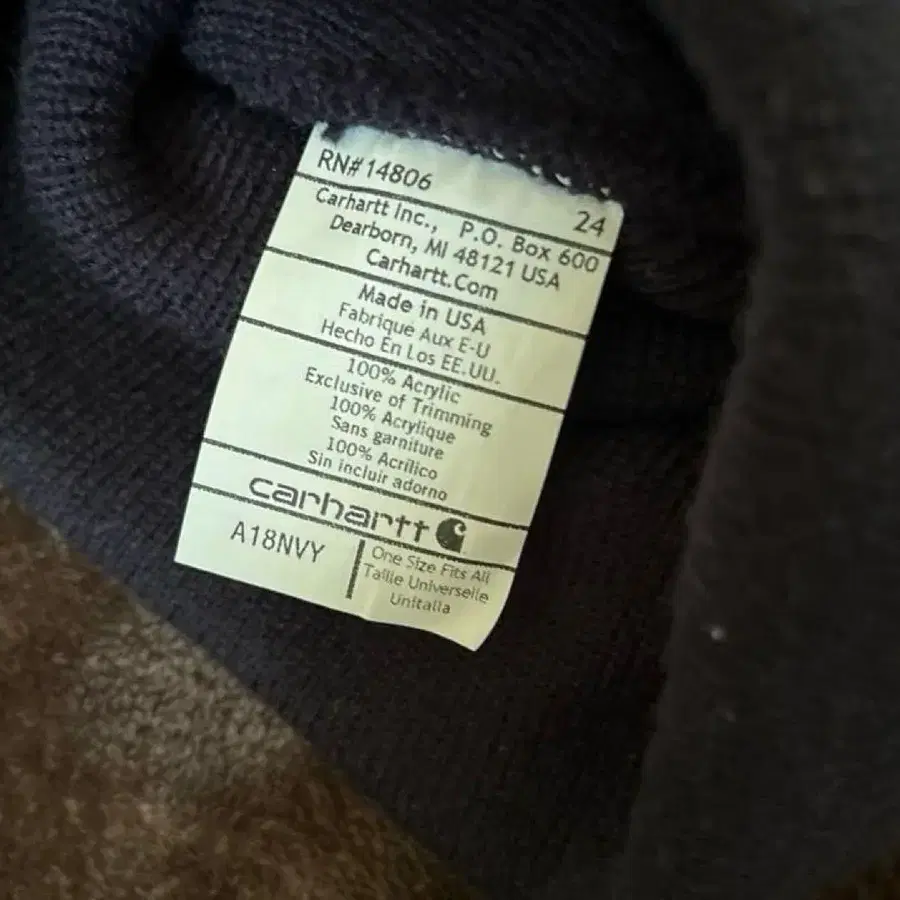 RN#14806
24
Carhartt Inc., P.O. Box 600
Dearborn, MI 48121 USA
Carhartt.Com
Made in USA
Fabrique Aux E-U
Hecho En Los EE.UU.
100% Acrylic
Exclusive of Trimming
100% Acrylique
Sans garniture
100% Acrilico
Sin incluir adorno
carhartt
A18NVY
One Size Fits All
Taille Universelle
Unitalla